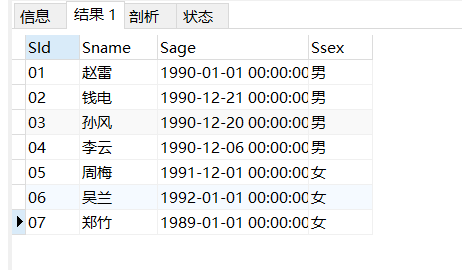 信息 结果 1 剖析 状态
SId Sname Sage Ssex
01 赵雷 1990-01-01 00:00:00 男
02 钱电 1990-12-21 00:00:00 男
03 孙风 1990-12-20 00:00:00 男
04 李云 1990-12-06 00:00:00 男
05 周梅 1991-12-01 00:00:00 女
06 吴兰 1992-01-01 00:00:00 女
07 郑竹 1989-01-01 00:00:00 女